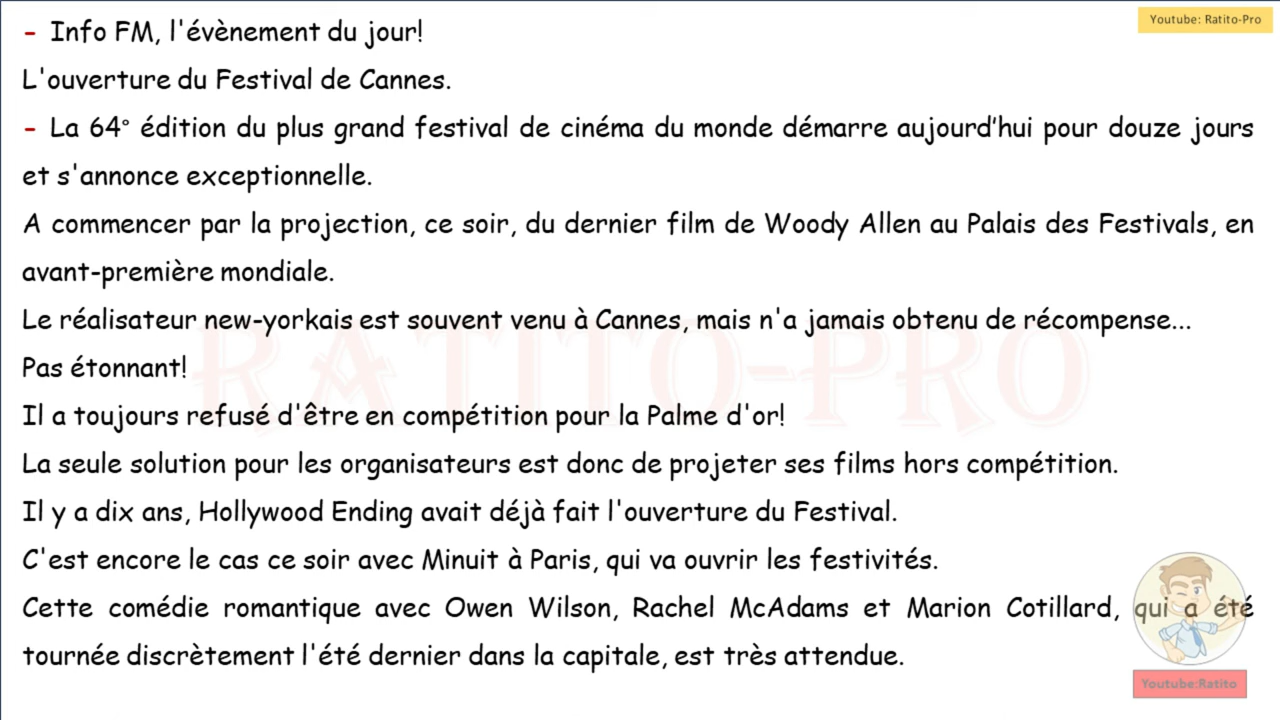 Youtube: Ratito-Pro
- Info FM, l'évènement du jour!
L'ouverture du Festival de Cannes.
- La 64° édition du plus grand festival de cinéma du monde démarre aujourd'hui pour douze jours
et s'annonce exceptionnelle.
A commencer par la projection, ce soir, du dernier film de Woody Allen au Palais des Festivals, en
avant-première mondiale.
Le réalisateur new-yorkais est souvent venu à Cannes, mais n'a jamais obtenu de récompense...
RATITO-PRO
Pas étonnant!
Il a toujours refusé d'être en compétition pour la Palme d'or!
La seule solution pour les organisateurs est donc de projeter ses films hors compétition.
Il y a dix ans, Hollywood Ending avait déjà fait l'ouverture du Festival.
C'est encore le cas ce soir avec Minuit à Paris, qui va ouvrir les festivités.
Cette comédie romantique avec Owen Wilson, Rachel McAdams et Marion Cotillard, qui a été
tournée discrètement l'été dernier dans la capitale, est très attendue.
Youtube:Ratito